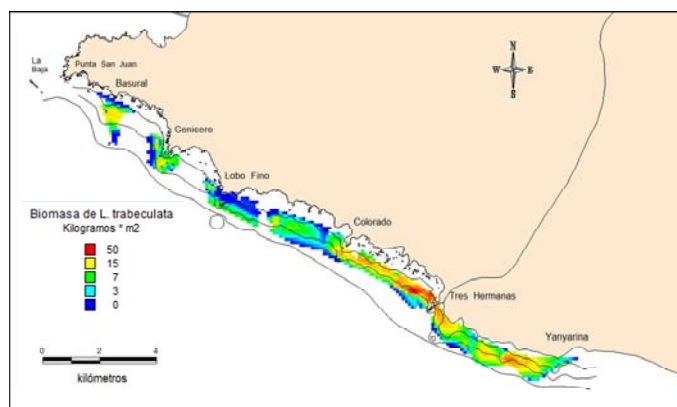 La
Baja
Punta San Juan
Basural
Cenicero
N
W E
S
Lobo Fino
Colorado
Tres Hermanas
Yanyarina
Biomasa de L. trabeculata
Kilogramos * m2
50
15
7
3
0
0 2 4
kilómetros